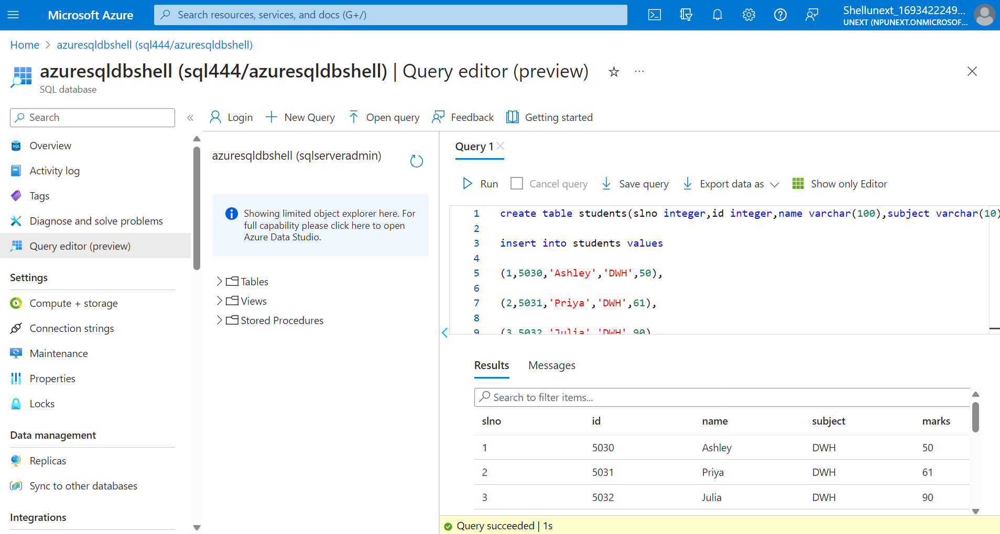 Microsoft Azure
Search resources, services, and docs (G+/)
Shellunext_1693422249...
UNEXT (NPUNEXT.ONMICROSOF...
Home > azuresqldbshell (sql444/azuresqldbshell)
azuresqldbshell (sql444/azuresqldbshell) | Query editor (preview)
SQL database
Search
Overview
Activity log
Tags
Diagnose and solve problems
Query editor (preview)
Settings
Compute + storage
Connection strings
Maintenance
Properties
Locks
Data management
Replicas
Sync to other databases
Integrations
Login New Query Open query Feedback Getting started
azuresqldbshell (sqlserveradmin)
Showing limited object explorer here. For
full capability please click here to open
Azure Data Studio.
Tables
Views
Stored Procedures
Query 1
Run Cancel query Save query Export data as Show only Editor
1 create table students(slno integer,id integer,name varchar(100),subject varchar(10)
2
3 insert into students values
4
5 (1,5030,'Ashley','DWH',50),
6
7 (2,5031,'Priya','DWH',61),
8
9 (3,5032,'Julia','DWH',90)
Results Messages
Search to filter items...
slno id name subject marks
1 5030 Ashley DWH 50
2 5031 Priya DWH 61
3 5032 Julia DWH 90
Query succeeded | 1s